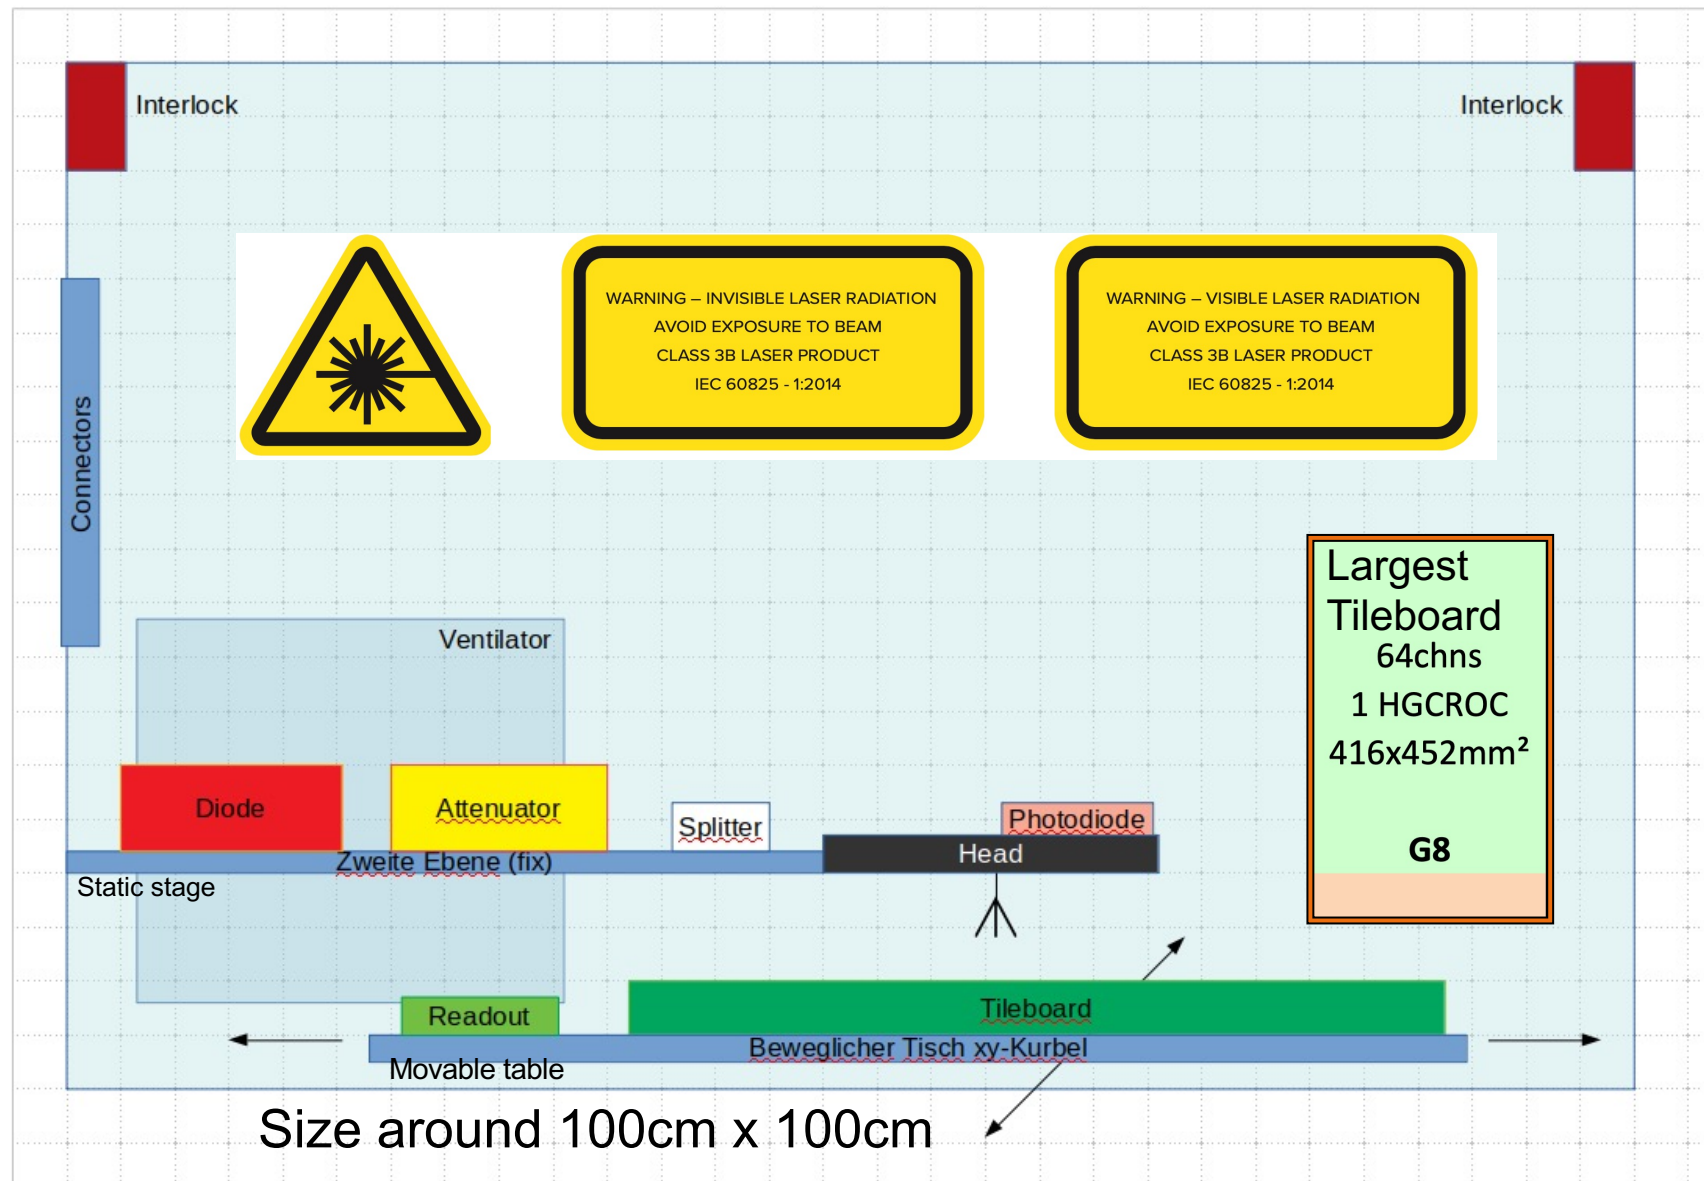 Interlock
Interlock
WARNING – INVISIBLE LASER RADIATION
AVOID EXPOSURE TO BEAM
CLASS 3B LASER PRODUCT
IEC 60825 - 1:2014
WARNING – VISIBLE LASER RADIATION
AVOID EXPOSURE TO BEAM
CLASS 3B LASER PRODUCT
IEC 60825 - 1:2014
Connectors
Largest
Tileboard
64chns
1 HGCROC
416x452mm²
G8
Ventilator
Diode
Attenuator
Splitter
Photodiode
Head
Zweite Ebene (fix)
Static stage
Readout
Tileboard
Beweglicher Tisch xy-Kurbel
Movable table
Size around 100cm x 100cm